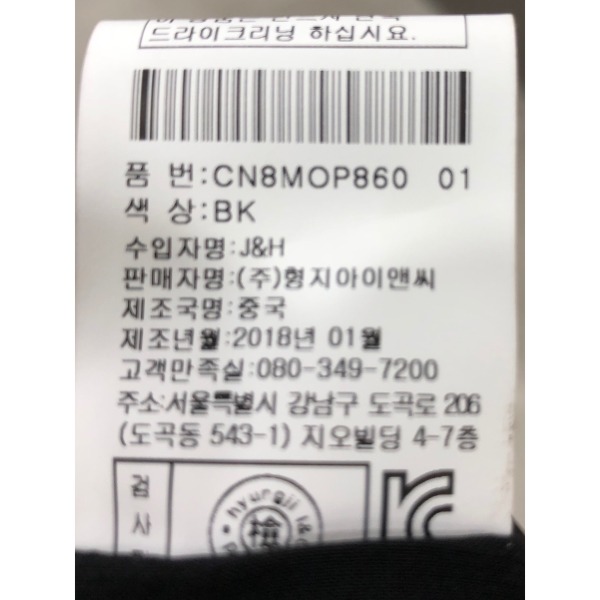 드라이크리닝 하십시요.
품 번:CN8MOP860 01
색 상:BK
수입자명:J&H
판매자명:(주)형지아이앤씨
제조국명:중국
제조년월:2018년 01월
고객만족실:080-349-7200
주소:서울특별시 강남구 도곡로 206
(도곡동 543-1) 지오빌딩 4-7층
검
사
hyungji i&c
檢